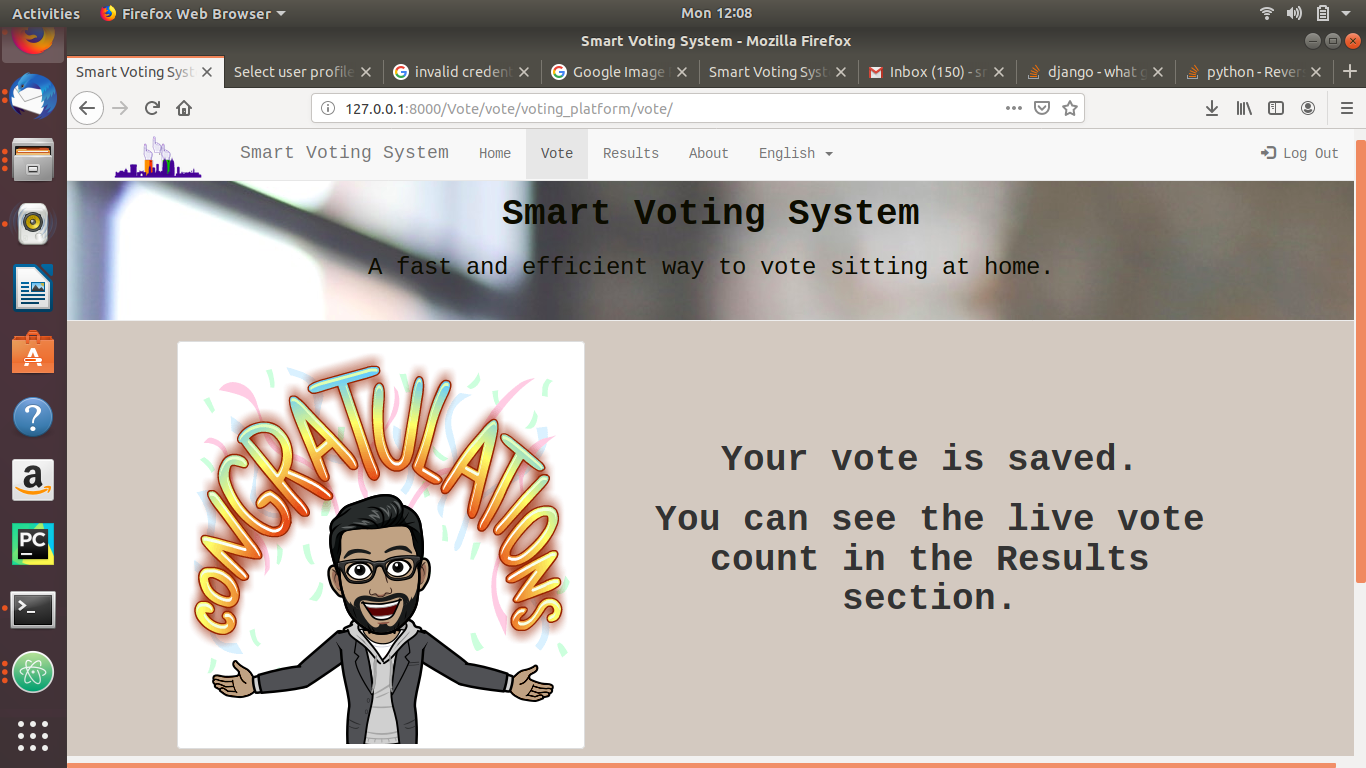 Activities
Firefox Web Browser
Mon 12:08
Smart Voting System - Mozilla Firefox
Smart Voting Syst
Select user profile
invalid credent
Google Image
Smart Voting Syst
Inbox (150) - s
django - what
python - Rever
127.0.0.1:8000/Vote/vote/voting_platform/vote/
Smart Voting System
Home
Vote
Results
About
English
Log Out
Smart Voting System
A fast and efficient way to vote sitting at home.
CONGRATULATIONS
Your vote is saved.
You can see the live vote
count in the Results
section.
a
PC